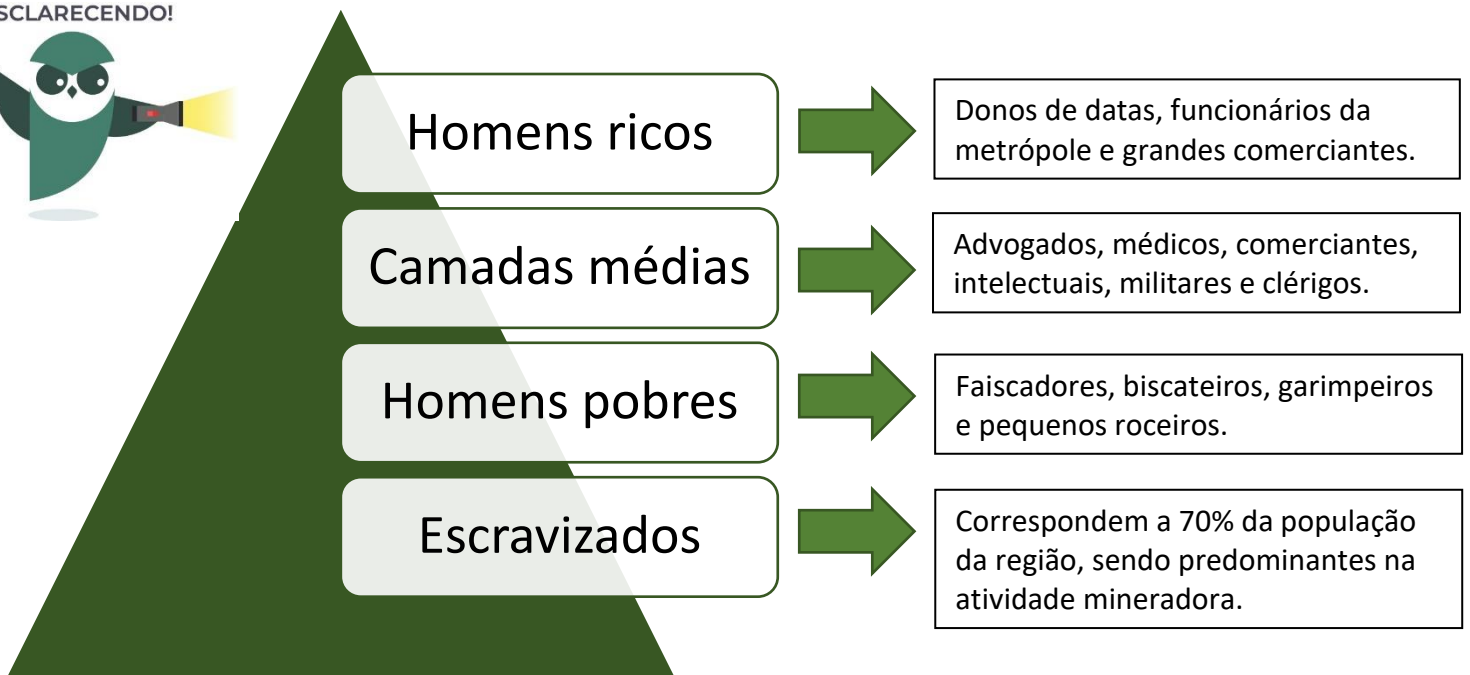 SCLARECENDO!
Homens ricos
Donos de datas, funcionários da
metrópole e grandes comerciantes.
Camadas médias
Advogados, médicos, comerciantes,
intelectuais, militares e clérigos.
Homens pobres
Faiscadores, biscateiros, garimpeiros
e pequenos roceiros.
Escravizados
Correspondem a 70% da população
da região, sendo predominantes na
atividade mineradora.